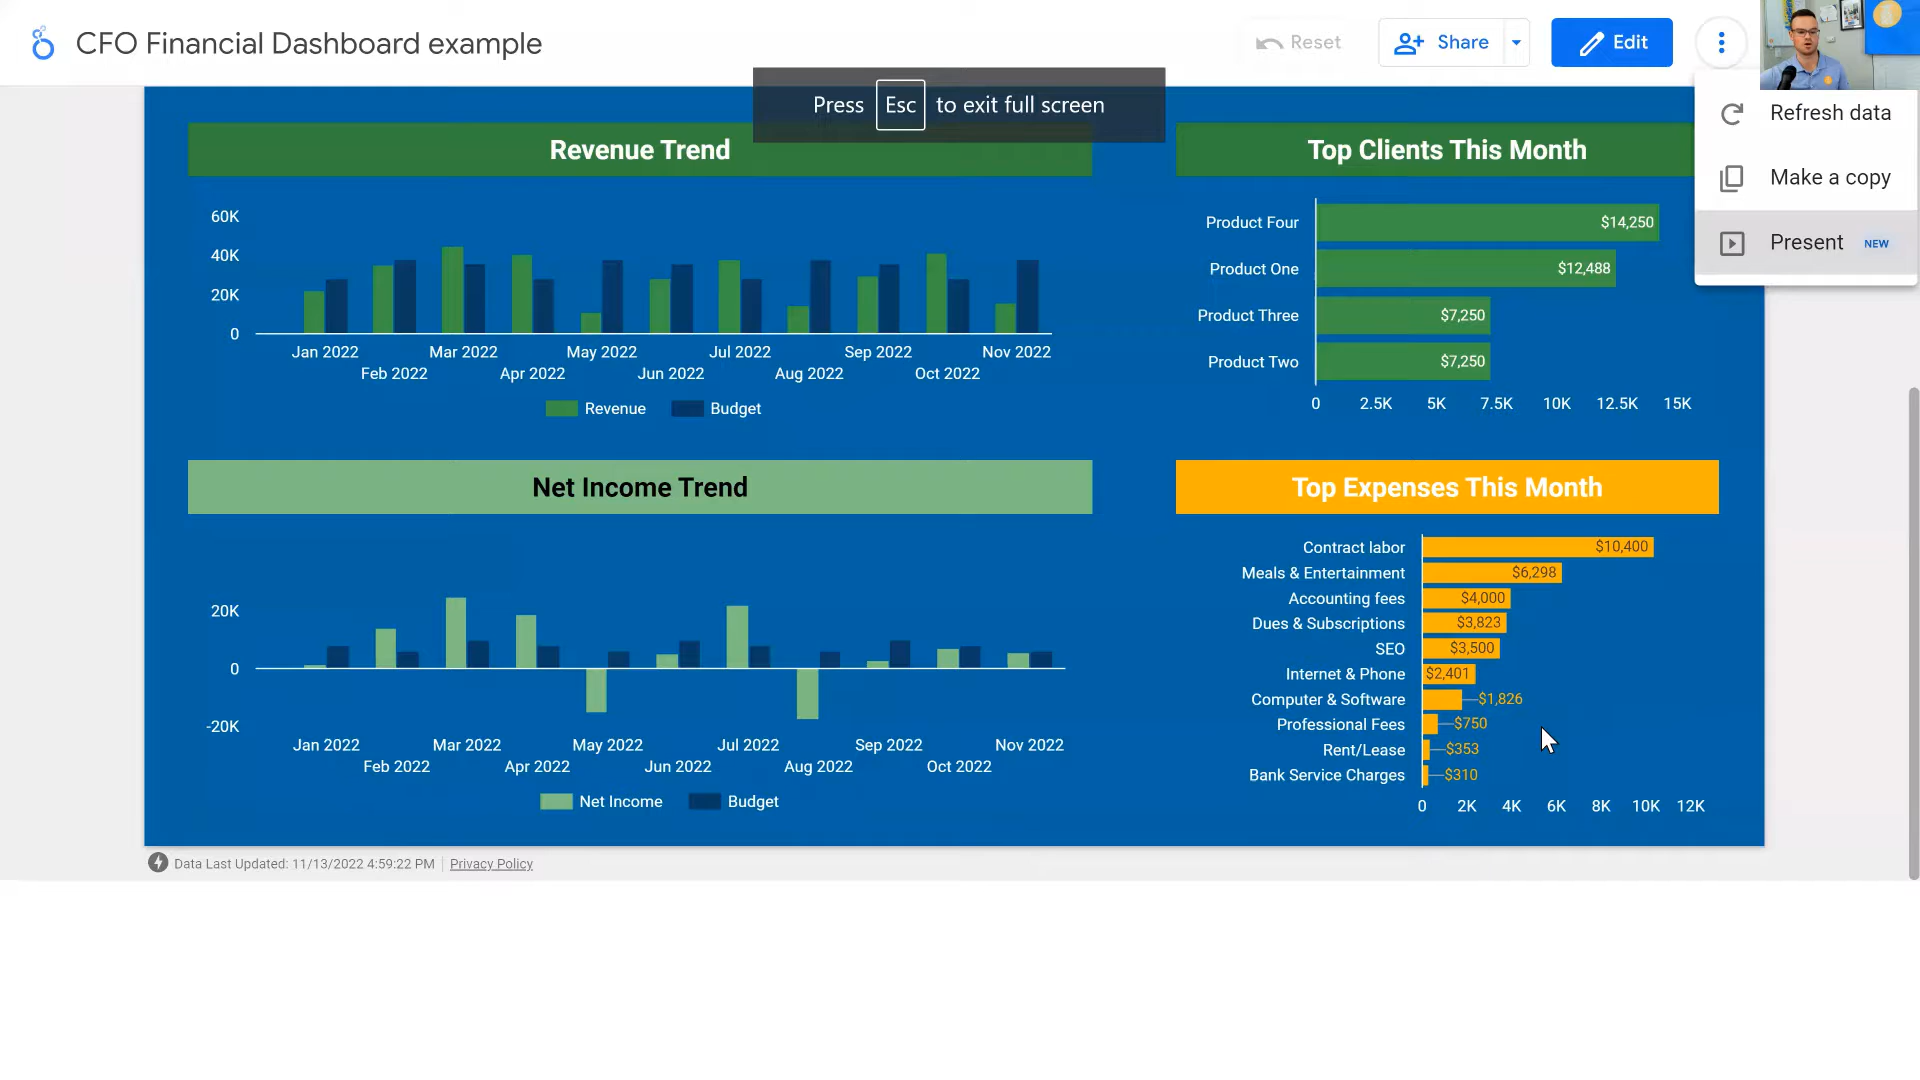 CFO Financial Dashboard example
Reset
Share
Edit
Press Esc to exit full screen
Refresh data
Make a copy
Present NEW
Revenue Trend
60K
40K
20K
0
Jan 2022
Feb 2022
Mar 2022
Apr 2022
May 2022
Jun 2022
Jul 2022
Aug 2022
Sep 2022
Oct 2022
Nov 2022
Revenue
Budget
Top Clients This Month
Product Four $14,250
Product One $12,488
Product Three $7,250
Product Two $7,250
0 2.5K 5K 7.5K 10K 12.5K 15K
Net Income Trend
20K
0
-20K
Jan 2022
Feb 2022
Mar 2022
Apr 2022
May 2022
Jun 2022
Jul 2022
Aug 2022
Sep 2022
Oct 2022
Nov 2022
Net Income
Budget
Top Expenses This Month
Contract labor $10,400
Meals & Entertainment $6,298
Accounting fees $4,000
Dues & Subscriptions $3,823
SEO $3,500
Internet & Phone $2,401
Computer & Software $1,826
Professional Fees $750
Rent/Lease $353
Bank Service Charges $310
0 2K 4K 6K 8K 10K 12K
Data Last Updated: 11/13/2022 4:59:22 PM
Privacy Policy